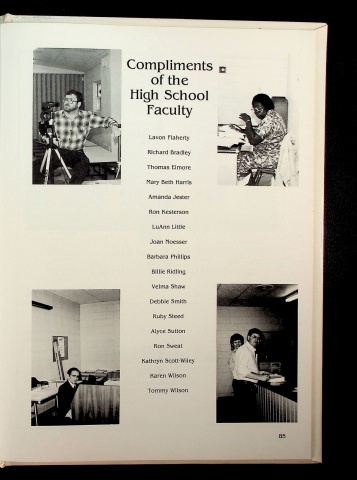 Compliments
of the
High School
Faculty
Lavon Flaherty
Richard Bradley
Thomas Elmore
Mary Beth Harris
Amanda Jester
Ron Kesterson
LuAnn Little
Joan Moesser
Barbara Phillips
Billie Ridling
Velma Shaw
Debbie Smith
Ruby Steed
Alyce Sutton
Ron Sweat
Kathryn Scott-Wiley
Karen Wilson
Tommy Wilson
85